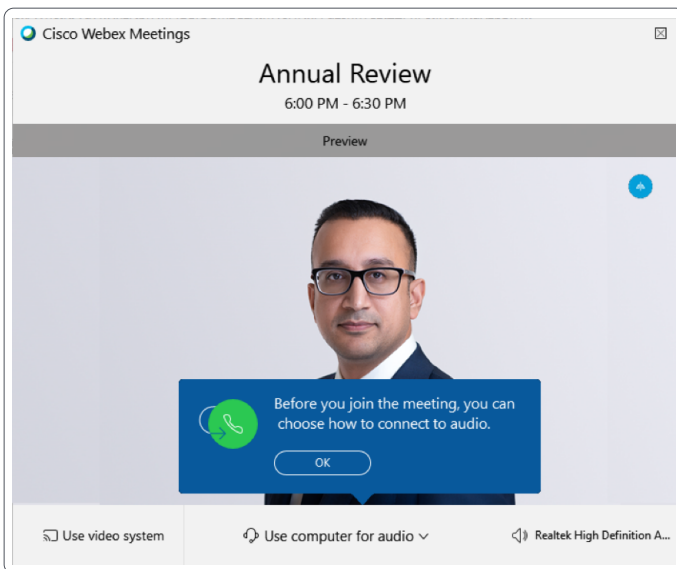 Cisco Webex Meetings
Annual Review
6:00 PM - 6:30 PM
Preview
Before you join the meeting, you can
choose how to connect to audio.
OK
Use video system
Use computer for audio
Realtek High Definition A...